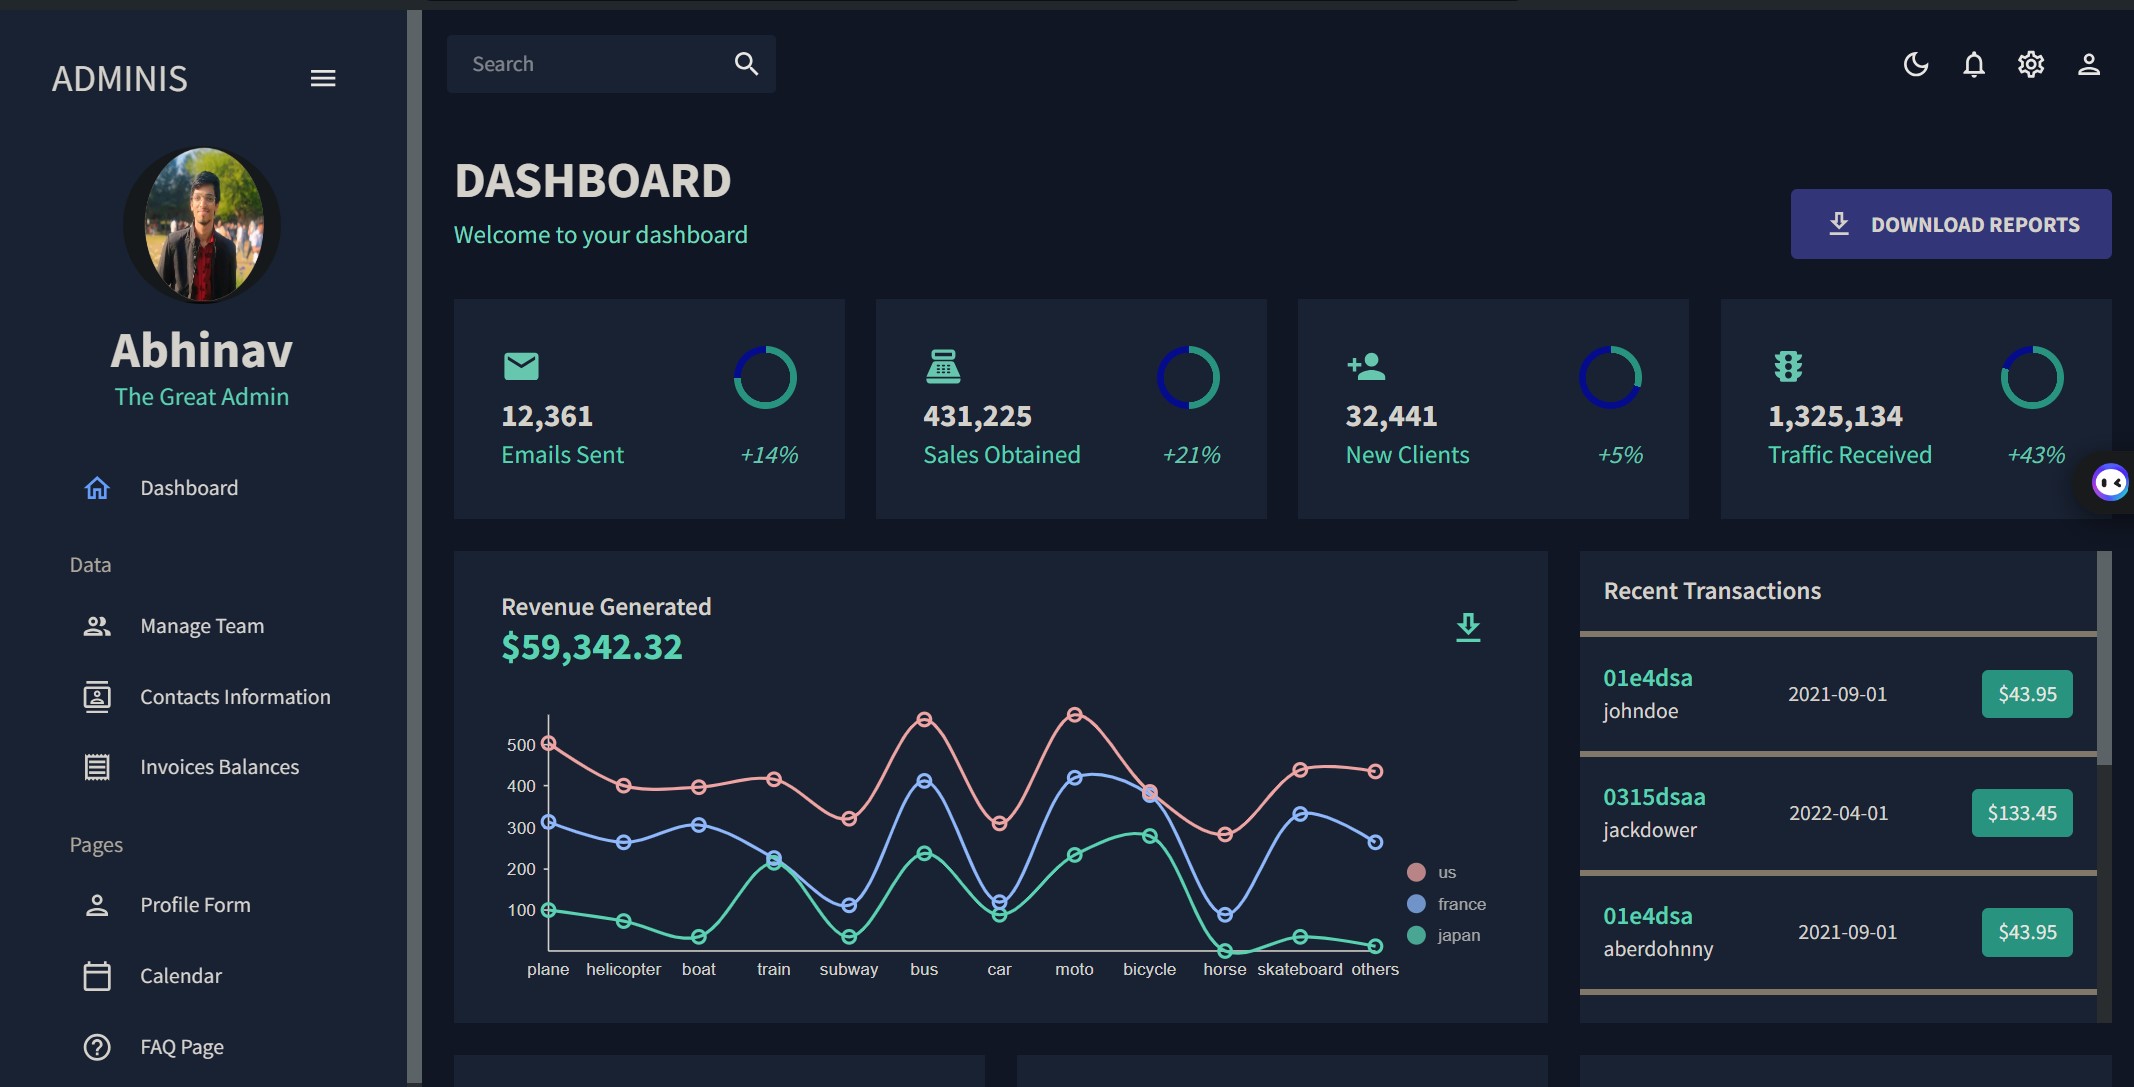 ADMINIS
Abhinav
The Great Admin
Dashboard
Data
Manage Team
Contacts Information
Invoices Balances
Pages
Profile Form
Calendar
FAQ Page
Search
DASHBOARD
Welcome to your dashboard
DOWNLOAD REPORTS
12,361
Emails Sent +14%
431,225
Sales Obtained +21%
32,441
New Clients +5%
1,325,134
Traffic Received +43%
Revenue Generated
$59,342.32
500
400
300
200
100
plane helicopter boat train subway bus car moto bicycle horse skateboard others
us
france
japan
Recent Transactions
01e4dsa
johndoe
2021-09-01
$43.95
0315dsaa
jackdower
2022-04-01
$133.45
01e4dsa
aberdohnny
2021-09-01
$43.95